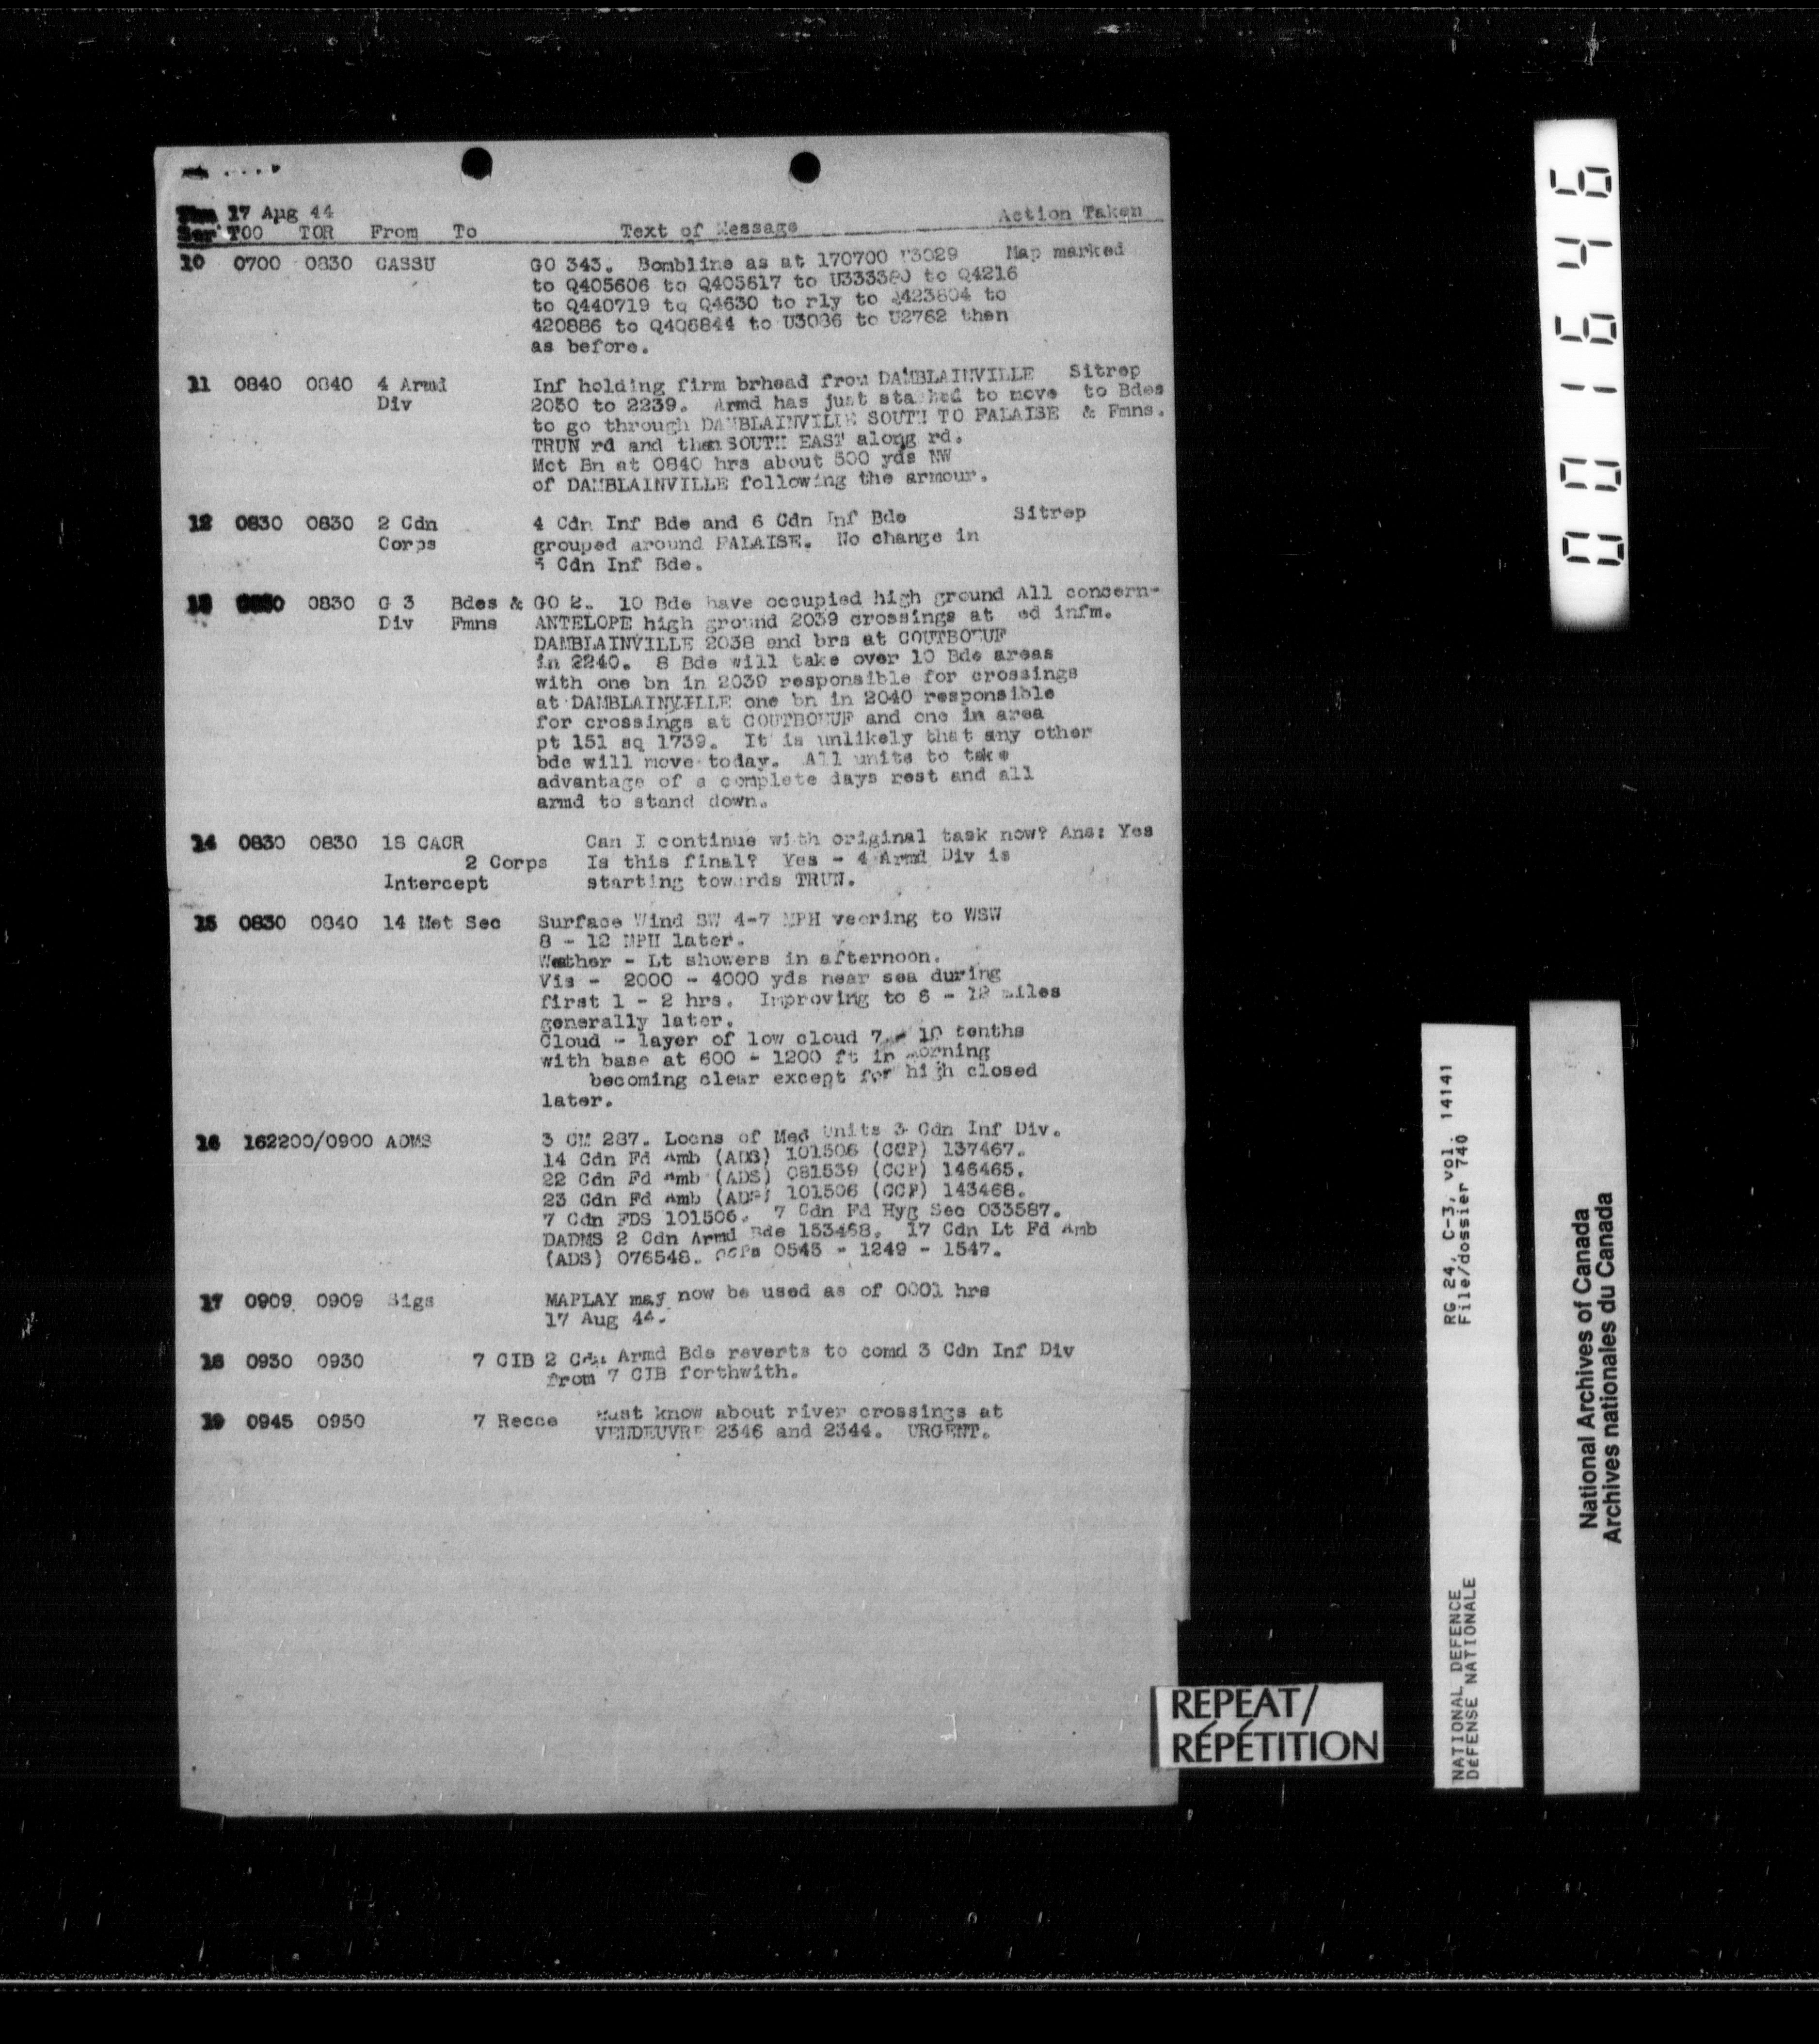 17 Aug 44
Ser TOO TOR From To Text of Message Action Taken
10 0700 0830 GASSU GO 343. Bombline as at 170700 U3029 Map marked
to Q405606 to Q405617 to U333380 to Q4216
to Q440719 to Q4630 to rly to Q423804 to
420886 to Q406844 to U3086 to U2762 then
as before.
11 0840 0840 4 Armd Inf holding firm brhead from DAMBLAINVILLE Sitrep
Div 2030 to 2239. Armd has just started to move to Bdes
to go through DAMBLAINVILLE SOUTH TO FALAISE & Fmns.
TRUN rd and then SOUTH EAST along rd.
Mot Bn at 0840 hrs about 500 yds NW
of DAMBLAINVILLE following the armour.
12 0830 0830 2 Cdn 4 Cdn Inf Bde and 6 Cdn Inf Bde Sitrep
Corps grouped around FALAISE. No change in
5 Cdn Inf Bde.
13 0830 0830 G 3 Bdes & GO 2. 10 Bde have occupied high ground All concern-
Div Fmns ANTELOPE high ground 2039 crossings at ed infm.
DAMBLAINVILLE 2038 and brs at COUTBOEUF
in 2240. 8 Bde will take over 10 Bde areas
with one bn in 2039 responsible for crossings
at DAMBLAINVILLE one bn in 2040 responsible
for crossings at COUTBOEUF and one in area
pt 151 sq 1739. It is unlikely that any other
bde will move today. All units to take
advantage of a complete days rest and all
armd to stand down.
14 0830 0830 18 CACR Can I continue with original task now? Ans: Yes
2 Corps Is this final? Yes - 4 Armd Div is
Intercept starting towards TRUN.
15 0830 0840 14 Met Sec Surface Wind SW 4-7 MPH veering to WSW
8 - 12 MPH later.
Weather - Lt showers in afternoon.
Vis - 2000 - 4000 yds near sea during
first 1 - 2 hrs. Improving to 6 - 12 miles
generally later.
Cloud - layer of low cloud 7 - 10 tenths
with base at 600 - 1200 ft in morning
becoming clear except for high closed
later.
16 162200/0900 ADMS 3 CM 287. Locns of Med Units 3 Cdn Inf Div.
14 Cdn Fd Amb (ADS) 101506 (CCP) 137467.
22 Cdn Fd Amb (ADS) 081539 (CCP) 146465.
23 Cdn Fd Amb (ADS) 101506 (CCP) 143468.
7 Cdn FDS 101506. 7 Cdn Fd Hyg Sec 033587.
DADMS 2 Cdn Armd Bde 153468. 17 Cdn Lt Fd Amb
(ADS) 076548. CCPs 0545 - 1249 - 1547.
17 0909 0909 Sigs MAPLAY may now be used as of 0001 hrs
17 Aug 44.
18 0930 0930 7 CIB 2 Cdn Armd Bde reverts to comd 3 Cdn Inf Div
from 7 CIB forthwith.
19 0945 0950 7 Recce Must know about river crossings at
VENDEUVRE 2346 and 2344. URGENT.
REPEAT/
RÉPÉTITION
001646
RG 24, C-3, vol. 14141
File/dossier 740
NATIONAL DEFENCE
DÉFENSE NATIONALE
National Archives of Canada
Archives nationales du Canada